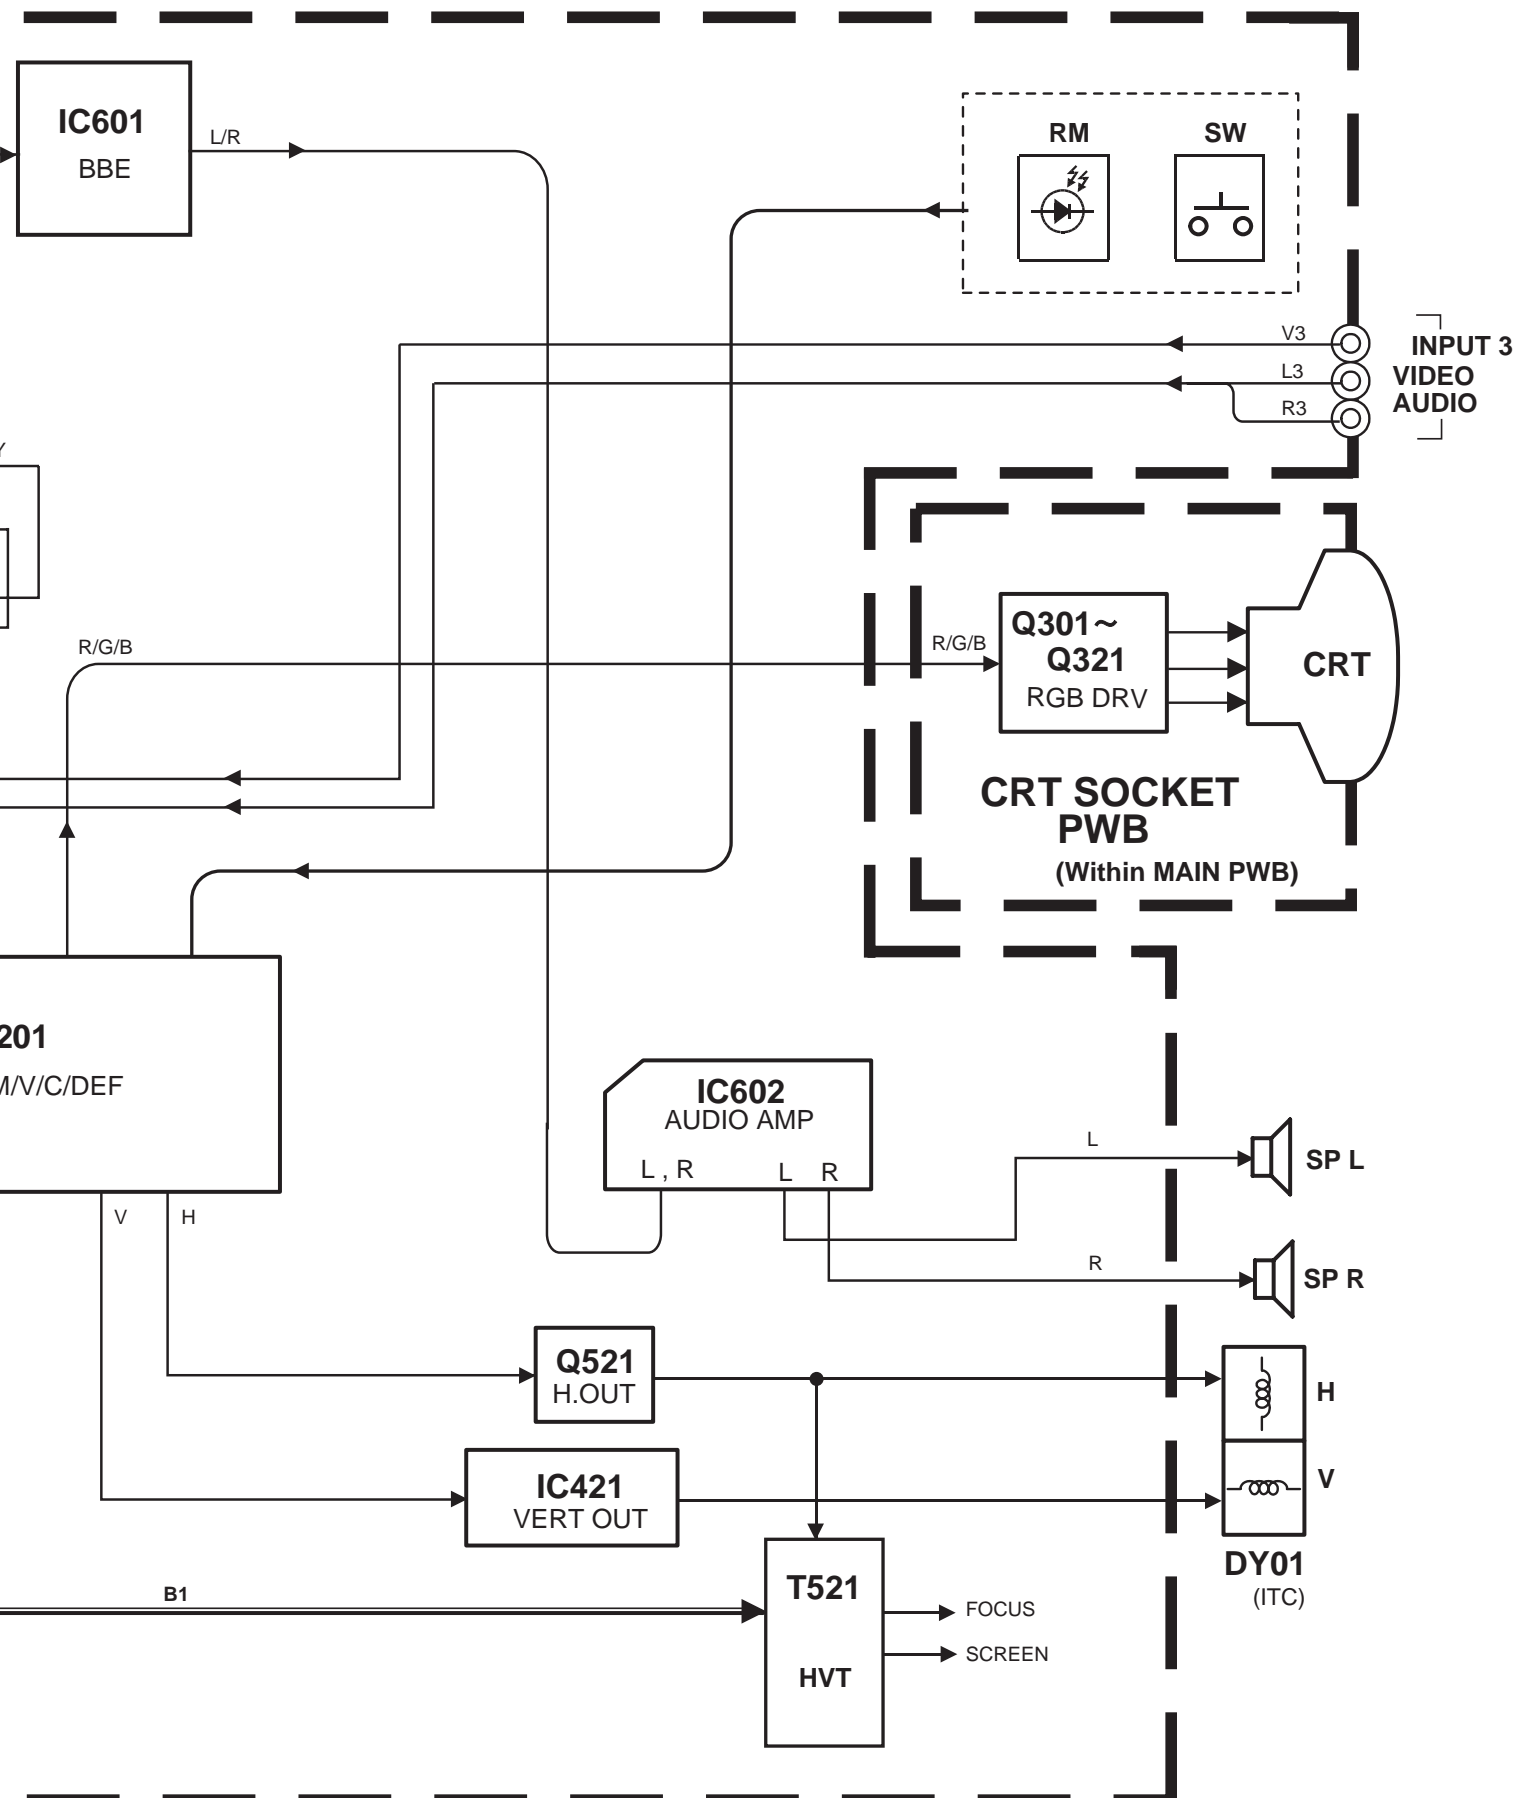 IC601
BBE
L/R
RM
SW
V3
L3
R3
INPUT 3
VIDEO
AUDIO
R/G/B
R/G/B
Q301~
Q321
RGB DRV
CRT
CRT SOCKET
PWB
(Within MAIN PWB)
201
/V/C/DEF
IC602
AUDIO AMP
L , R
L
R
L
SP L
V
H
R
SP R
Q521
H.OUT
H
IC421
VERT OUT
V
DY01
(ITC)
B1
T521
HVT
FOCUS
SCREEN